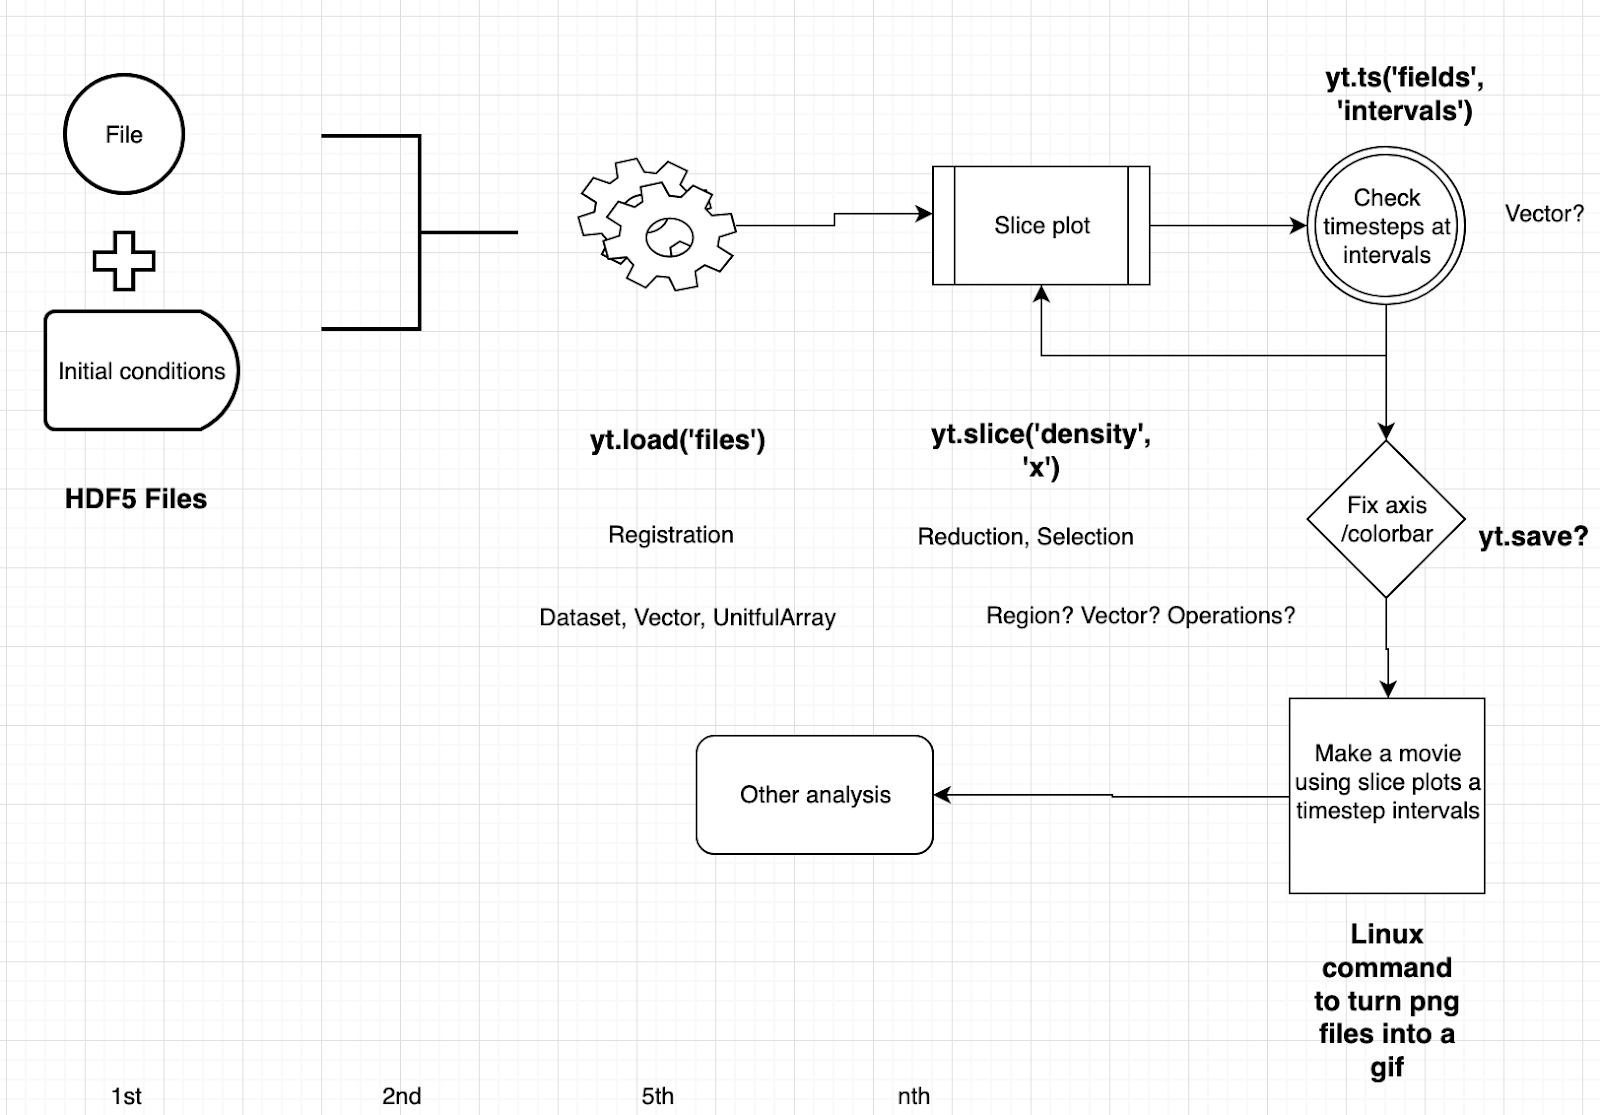 yt.ts('fields',
'intervals')
File
Check
timesteps at
intervals
Vector?
Slice plot
Initial conditions
yt.load('files')
yt.slice('density',
'x')
HDF5 Files
Fix axis
/colorbar
yt.save?
Registration
Reduction, Selection
Dataset, Vector, UnitfulArray
Region? Vector? Operations?
Make a movie
using slice plots a
timestep intervals
Other analysis
Linux
command
to turn png
files into a
gif
1st
2nd
5th
nth